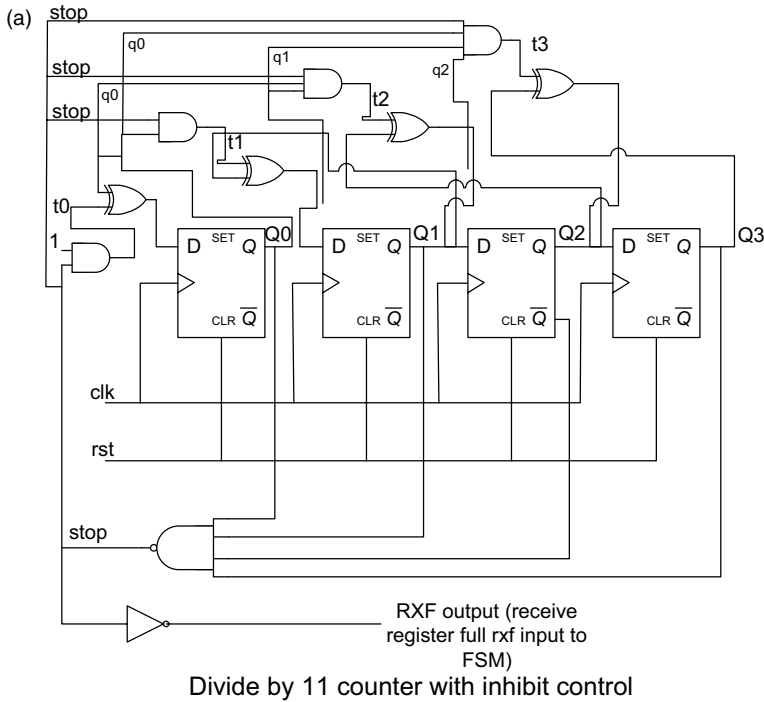 (a)
stop
t3
q0
q1
q2
stop
q0
t2
stop
t1
t0
1
D SET Q
Q0
D SET Q
Q1
D SET Q
Q2
D SET Q
Q3
CLR Q
CLR Q
CLR Q
CLR Q
clk
rst
stop
RXF output (receive
register full rxf input to
FSM)
Divide by 11 counter with inhibit control